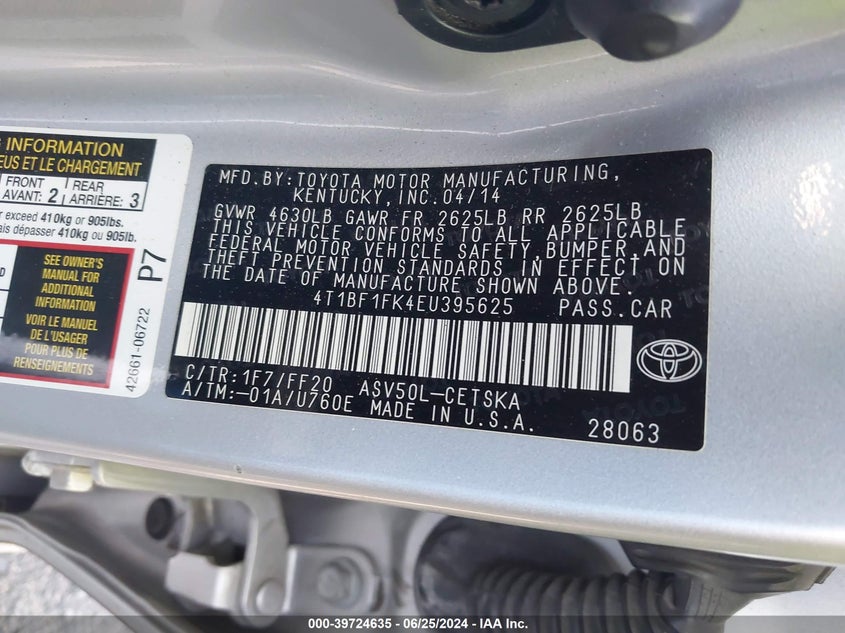 G INFORMATION
EUS ET LE CHARGEMENT
FRONT
AVANT: 2
REAR
ARRIÈRE: 3
r exceed 410kg or 905lbs.
ais dépasser 410kg ou 905lb.
SEE OWNER'S
MANUAL FOR
ADDITIONAL
INFORMATION
VOIR LE MANUEL
DE L'USAGER
POUR PLUS DE
RENSEIGNEMENTS
P7
42661-06722
MFD.BY:TOYOTA MOTOR MANUFACTURING,
KENTUCKY,INC.04/14
GVWR 4630LB GAWR FR 2625LB RR 2625LB
THIS VEHICLE CONFORMS TO ALL APPLICABLE
FEDERAL MOTOR VEHICLE SAFETY,BUMPER,AND
THEFT PREVENTION STANDARDS IN EFFECT ON
THE DATE OF MANUFACTURE SHOWN ABOVE.
4T1BF1FK4EU395625 PASS.CAR
C/TR:1F7/FF20 ASV50L-CETSKA
A/TM:-01A/U760E MADE IN U.S.A.
28063
000-39724635 - 06/25/2024 - IAA Inc.